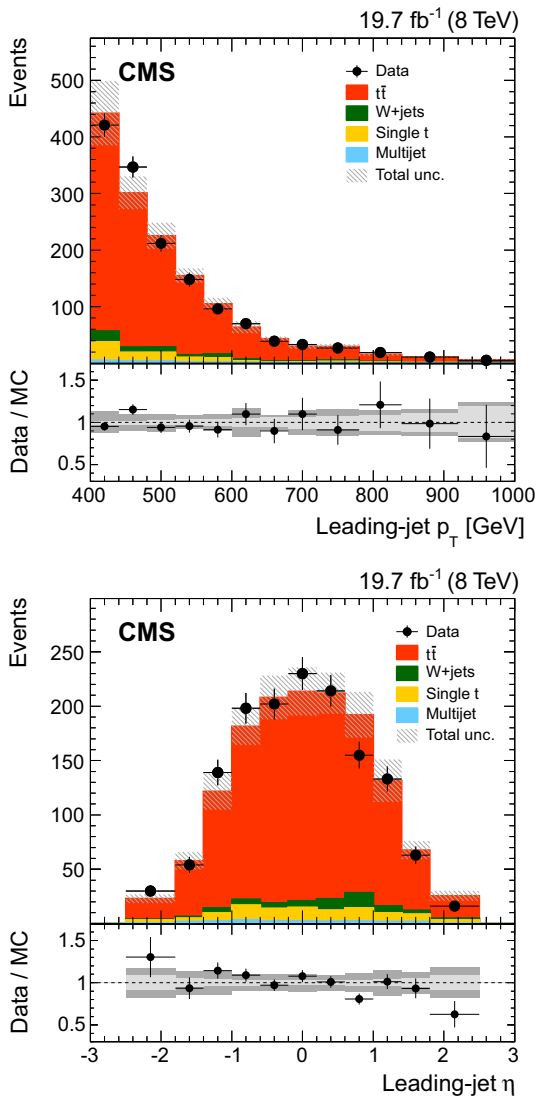 19.7 fb⁻¹ (8 TeV)
Events
CMS
Data
tt̄
W+jets
Single t
Multijet
Total unc.
500
400
300
200
100
Data / MC
1.5
1
0.5
400 500 600 700 800 900 1000
Leading-jet p_T [GeV]
19.7 fb⁻¹ (8 TeV)
Events
CMS
Data
tt̄
W+jets
Single t
Multijet
Total unc.
250
200
150
100
50
Data / MC
1.5
1
0.5
-3 -2 -1 0 1 2 3
Leading-jet η